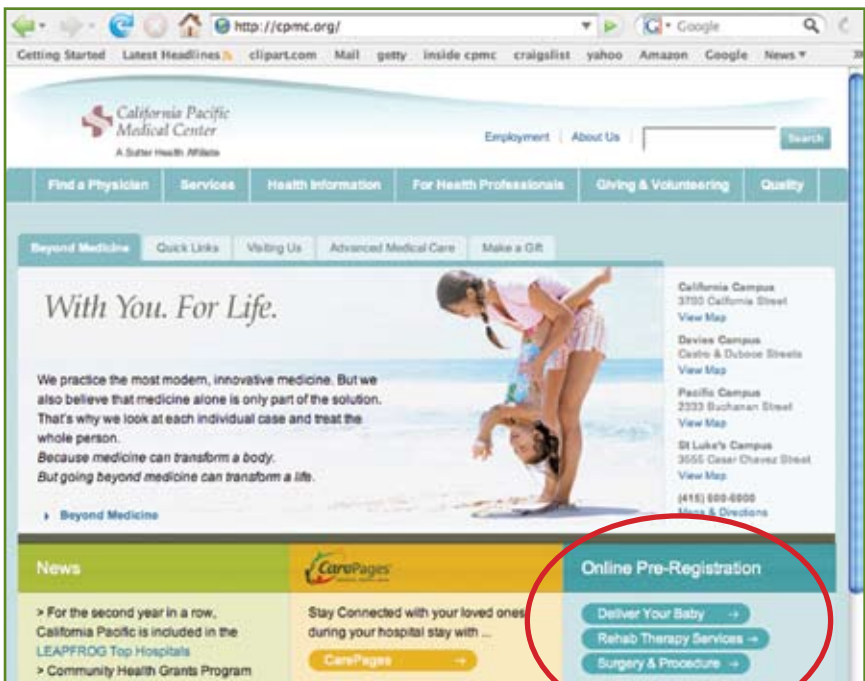 http://cpmc.org/
Google
Getting Started Latest Headlines clipart.com Mail getty inside cpmc craigslist yahoo Amazon Google News
California Pacific
Medical Center
A Sutter Health Affiliate
Employment | About Us |
Search
Find a Physician Services Health Information For Health Professionals Giving & Volunteering Quality
Beyond Medicine Quick Links Visiting Us Advanced Medical Care Make a Gift
With You. For Life.
We practice the most modern, innovative medicine. But we
also believe that medicine alone is only part of the solution.
That's why we look at each individual case and treat the
whole person.
Because medicine can transform a body.
But going beyond medicine can transform a life.
Beyond Medicine
California Campus
3700 California Street
View Map
Davies Campus
Castro & Duboce Streets
View Map
Pacific Campus
2333 Buchanan Street
View Map
St Luke's Campus
3555 Cesar Chavez Street
View Map
(415) 600-6000
Maps & Directions
News
> For the second year in a row,
California Pacific is included in the
LEAPFROG Top Hospitals
> Community Health Grants Program
CarePages
Stay Connected with your loved ones
during your hospital stay with ...
CarePages →
Online Pre-Registration
Deliver Your Baby →
Rehab Therapy Services →
Surgery & Procedure →